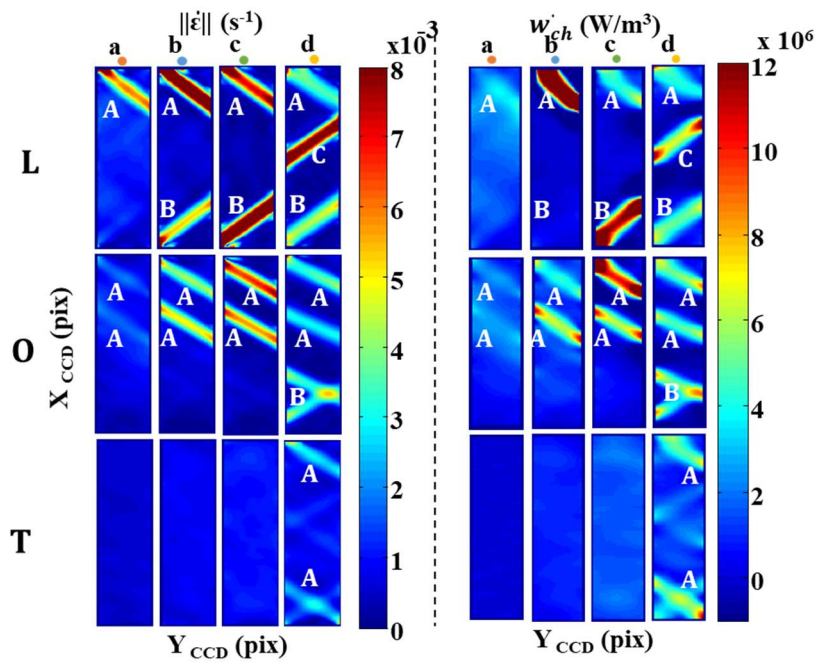 ||ε̇|| (s⁻¹)
ẇ_ch (W/m³)
a b c d x10⁻³
a b c d x 10⁶
L
A A A A
B B C B
8
7
6
5
4
3
2
1
0
A A A A
B B C B
12
10
8
6
4
2
0
O
A A A A
A A A A
B
A A A A
A A A A
B
T
A
A
A
A
X CCD (pix)
Y CCD (pix)
Y CCD (pix)